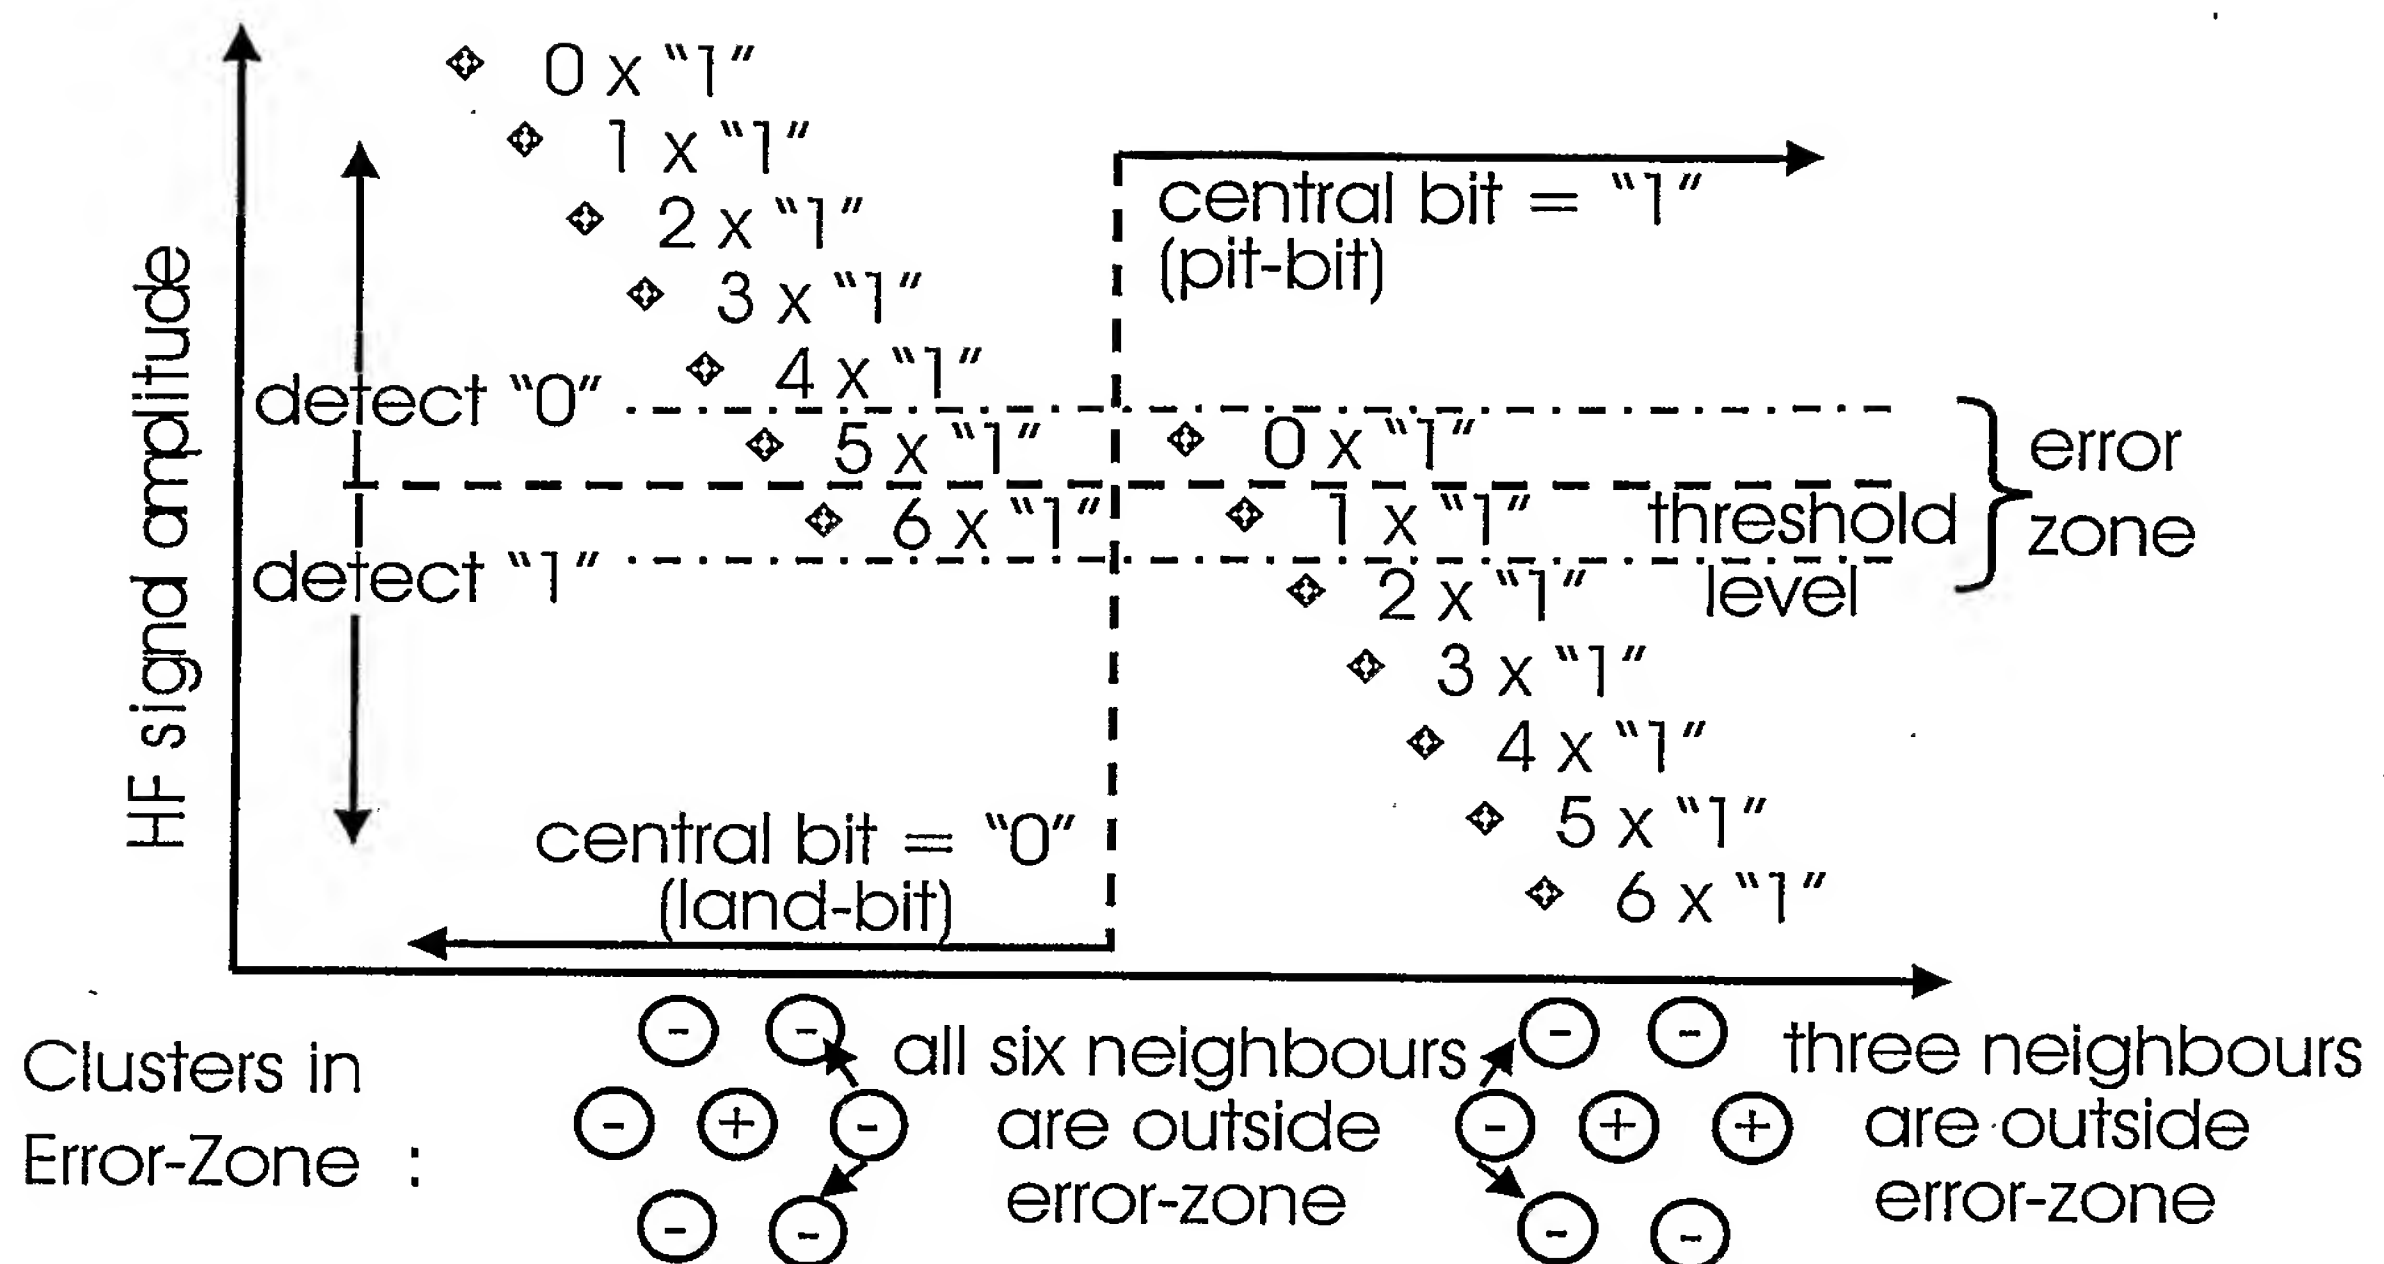 HF signal amplitude
0 x "1"
1 x "1"
2 x "1"
3 x "1"
4 x "1"
5 x "1"
6 x "1"
detect "0"
detect "1"
central bit = "0"
(land-bit)
central bit = "1"
(pit-bit)
0 x "1"
1 x "1"
2 x "1"
3 x "1"
4 x "1"
5 x "1"
6 x "1"
threshold
level
error
zone
Clusters in
Error-Zone :
- -
- + -
- -
all six neighbours
are outside
error-zone
- -
- + +
- -
three neighbours
are outside
error-zone